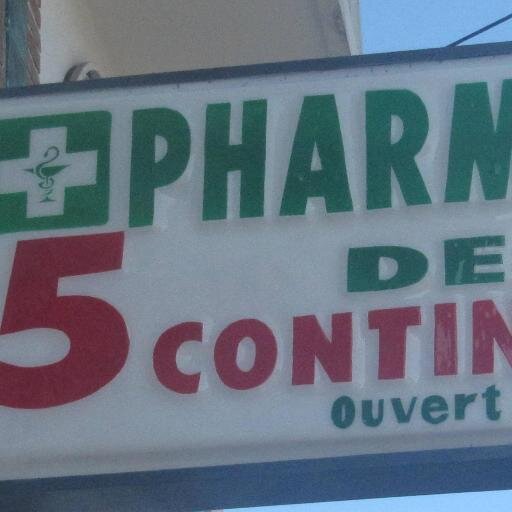 PHARM
DE
5 CONTIN
Ouvert